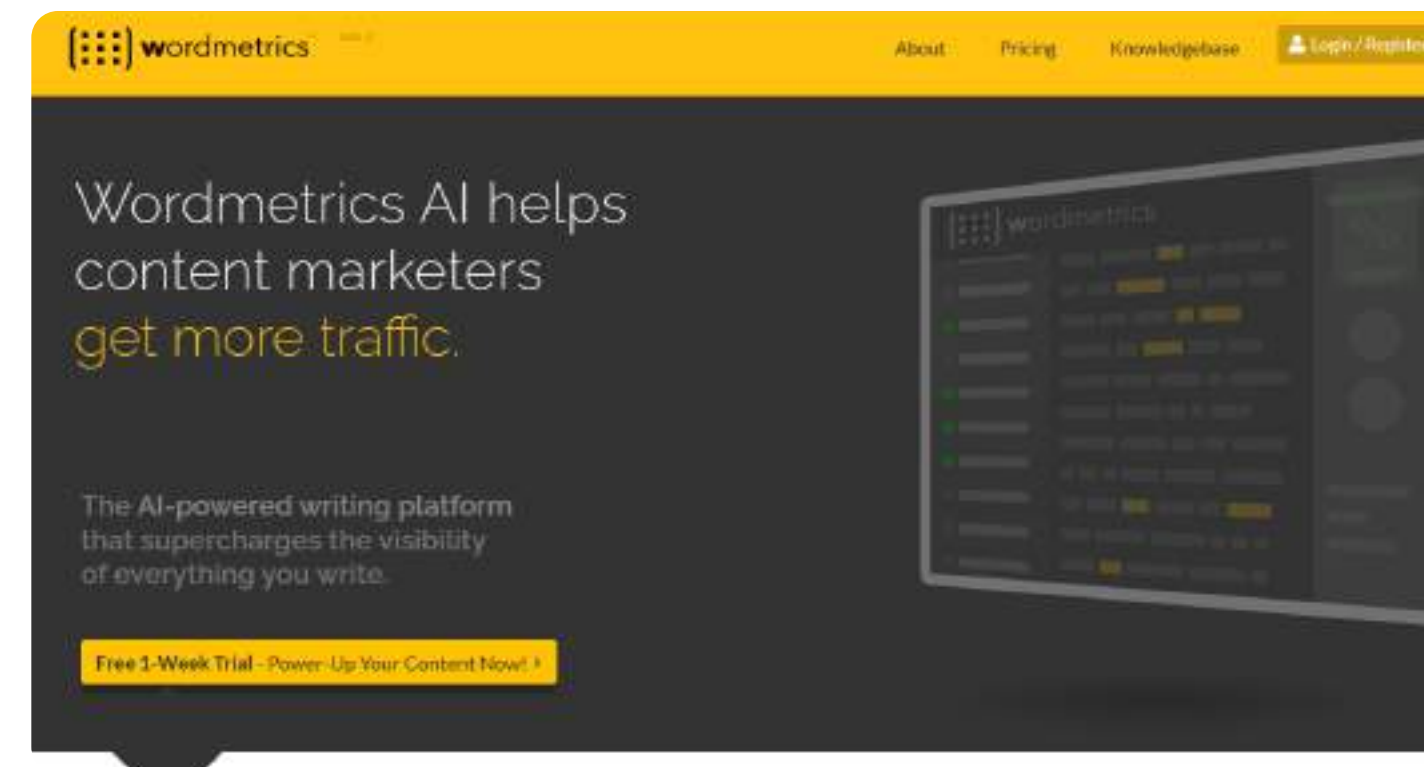 wordmetrics
About Pricing Knowledgebase Login / Register
Wordmetrics AI helps
content marketers
get more traffic.
wordmetrics
The AI-powered writing platform
that supercharges the visibility
of everything you write.
Free 1-Week Trial - Power-Up Your Content Now!